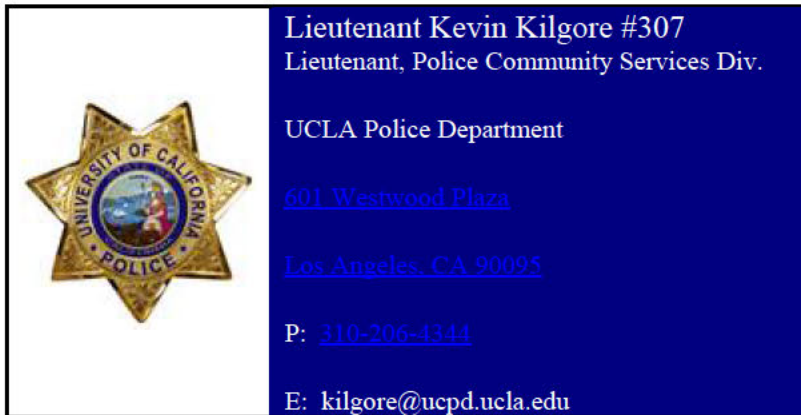 Lieutenant Kevin Kilgore #307
Lieutenant, Police Community Services Div.
UCLA Police Department
601 Westwood Plaza
Los Angeles, CA 90095
P: 310-206-4344
E: kilgore@ucpd.ucla.edu
UNIVERSITY OF CALIFORNIA
POLICE